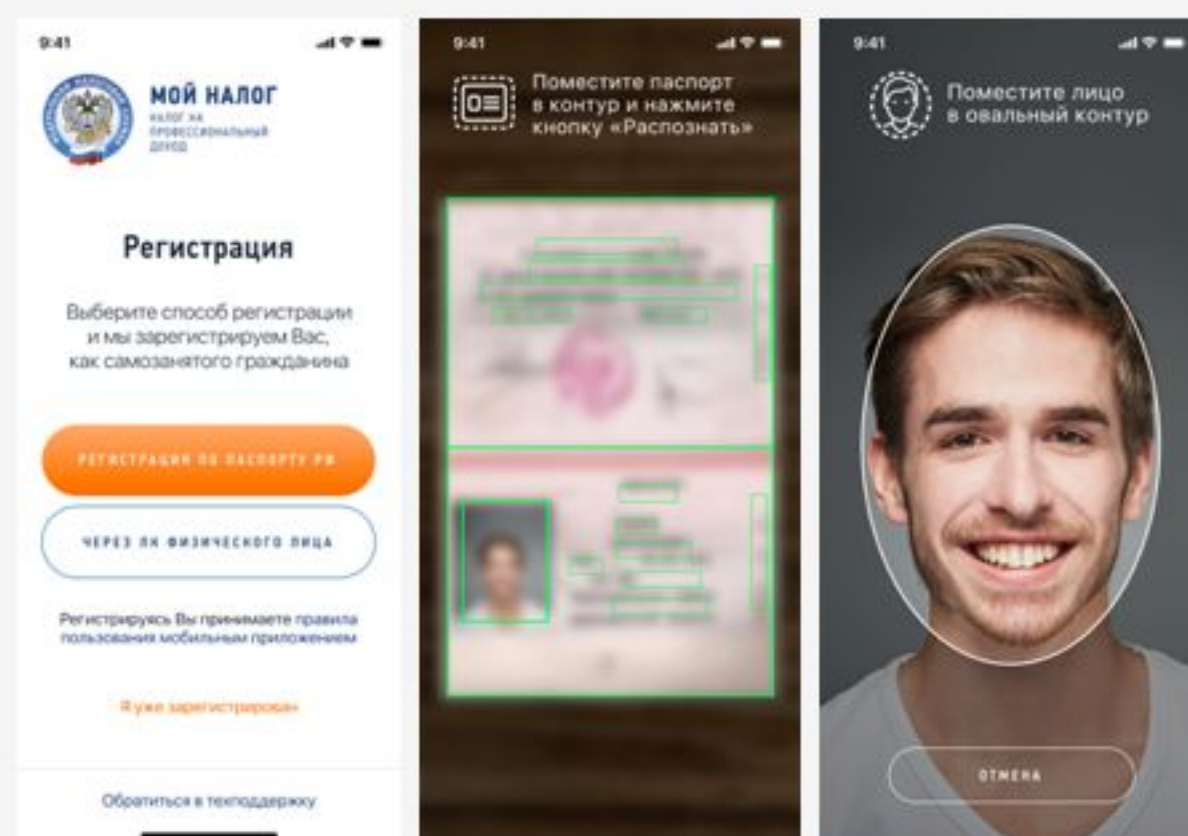 9:41
МОЙ НАЛОГ
НАЛОГ НА
ПРОФЕССИОНАЛЬНЫЙ
ДОХОД
Регистрация
Выберите способ регистрации
и мы зарегистрируем Вас,
как самозанятого гражданина
РЕГИСТРАЦИЯ ПО ПАСПОРТУ РФ
ЧЕРЕЗ ЛК ФИЗИЧЕСКОГО ЛИЦА
Регистрируясь Вы принимаете правила
пользования мобильным приложением
Я уже зарегистрирован
Обратиться в техподдержку
9:41
Поместите паспорт
в контур и нажмите
кнопку «Распознать»
9:41
Поместите лицо
в овальный контур
ОТМЕНА